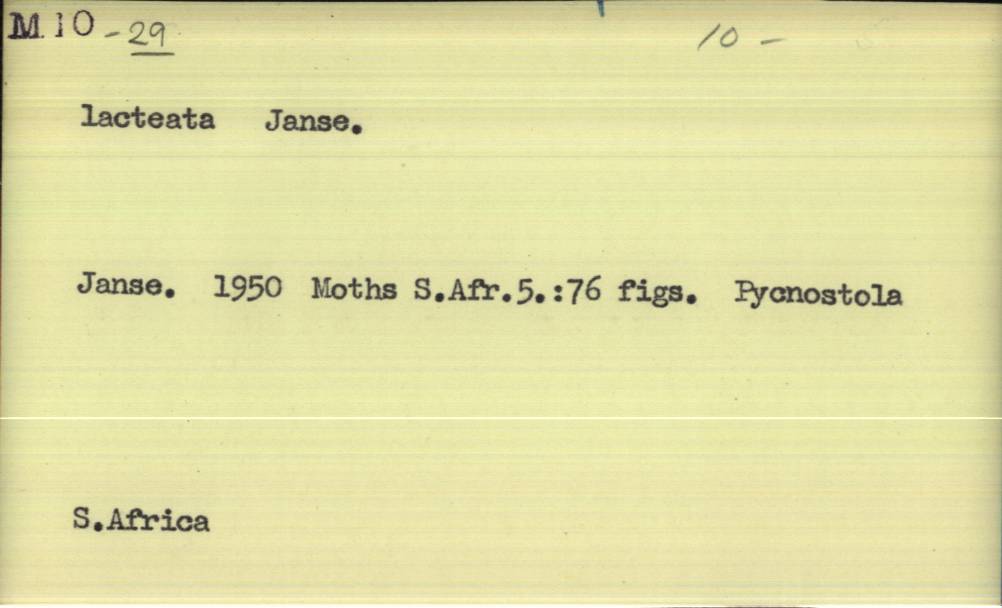 M.10 - 29 10 -
lacteata Janse.
Janse. 1950 Moths S.Afr.5.:76 figs. Pycnostola
S.Africa